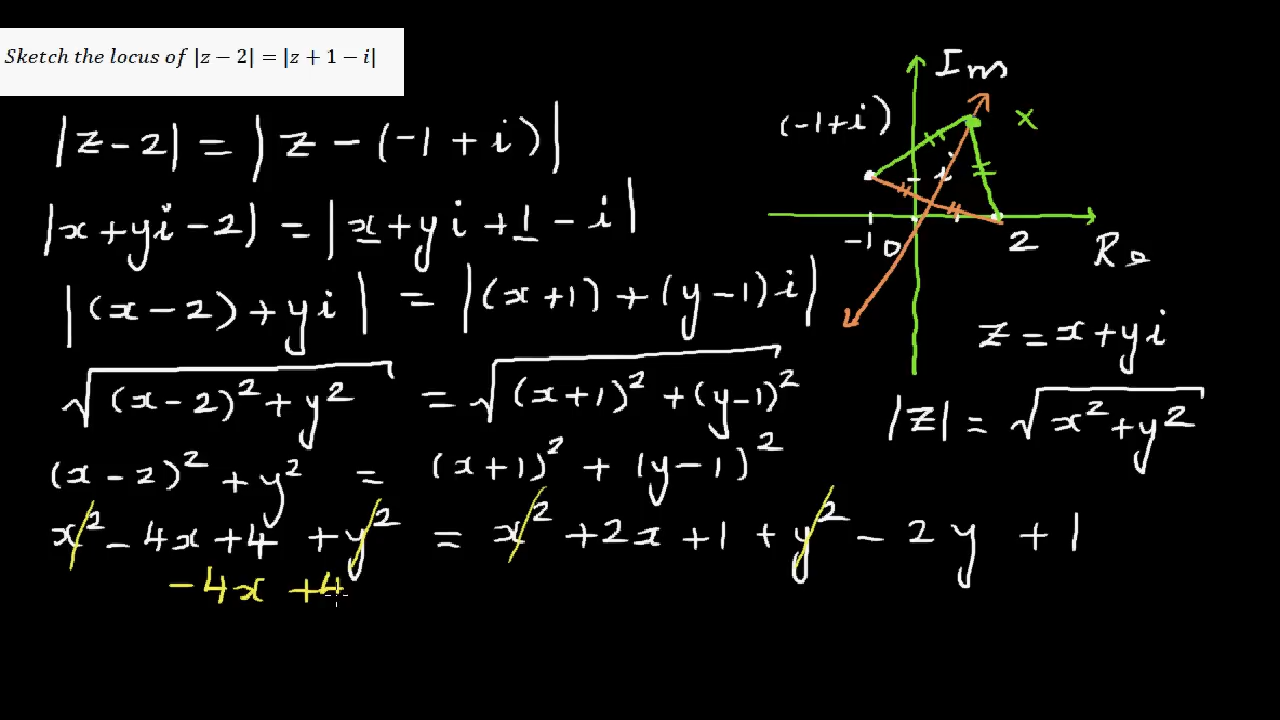 Sketch the locus of |z − 2| = |z + 1 − i|
|z-2| = |z - (-1 + i)|
|x+yi-2| = |x+yi+1-i|
|(x-2)+yi| = |(x+1)+(y-1)i|
√((x-2)²+y²) = √((x+1)²+(y-1)²)
(x-2)²+y² = (x+1)²+(y-1)²
x²-4x+4+y² = x²+2x+1+y²-2y+1
-4x+4
Im
(-1+i)
x
i
-1
0
2
z=x+yi
|z| = √(x²+y²)